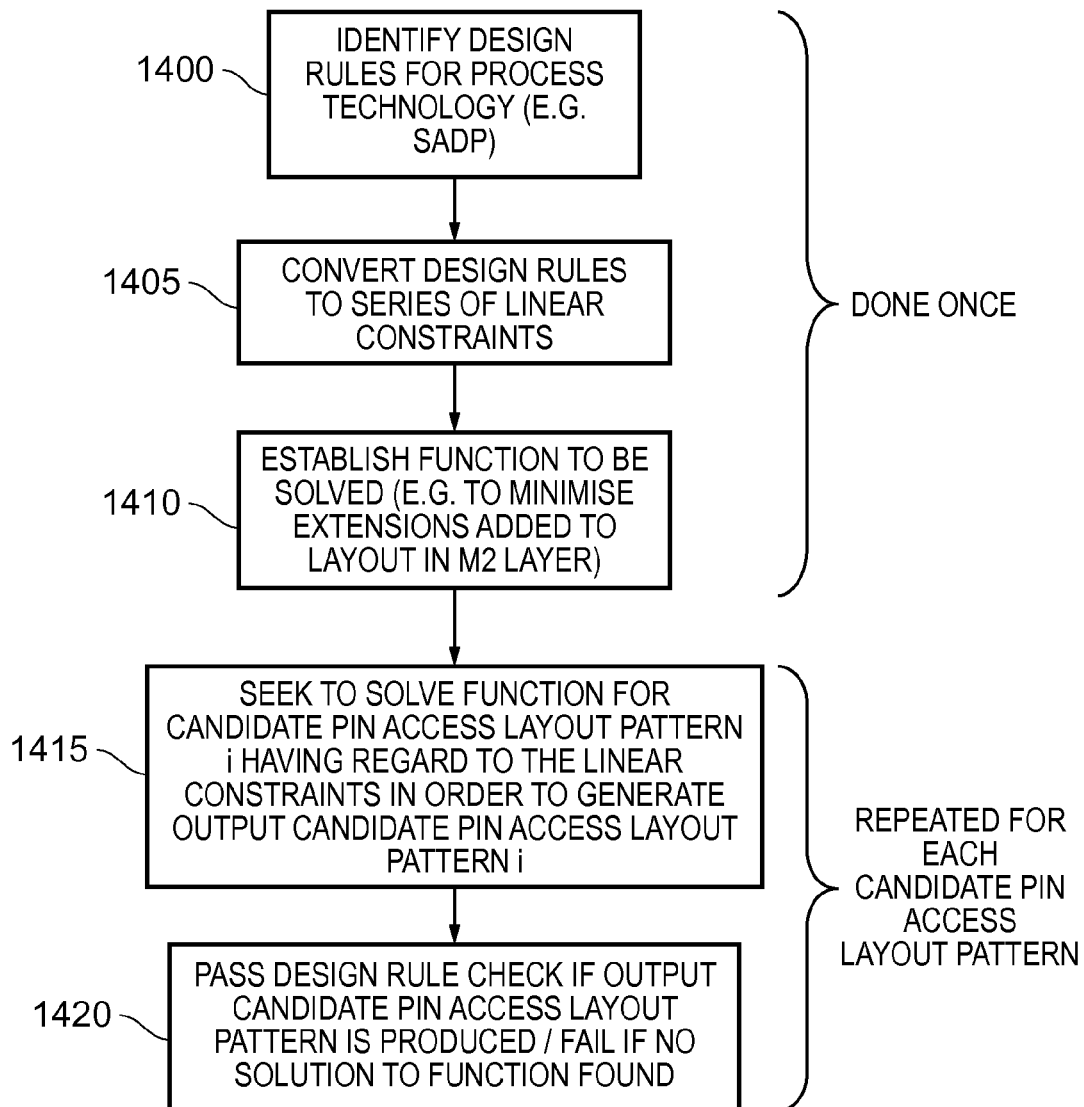 1400
IDENTIFY DESIGN
RULES FOR PROCESS
TECHNOLOGY (E.G.
SADP)
1405
CONVERT DESIGN RULES
TO SERIES OF LINEAR
CONSTRAINTS
DONE ONCE
1410
ESTABLISH FUNCTION TO BE
SOLVED (E.G. TO MINIMISE
EXTENSIONS ADDED TO
LAYOUT IN M2 LAYER)
1415
SEEK TO SOLVE FUNCTION FOR
CANDIDATE PIN ACCESS LAYOUT PATTERN
i HAVING REGARD TO THE LINEAR
CONSTRAINTS IN ORDER TO GENERATE
OUTPUT CANDIDATE PIN ACCESS LAYOUT
PATTERN i
REPEATED FOR
EACH
CANDIDATE PIN
ACCESS
LAYOUT PATTERN
1420
PASS DESIGN RULE CHECK IF OUTPUT
CANDIDATE PIN ACCESS LAYOUT
PATTERN IS PRODUCED / FAIL IF NO
SOLUTION TO FUNCTION FOUND